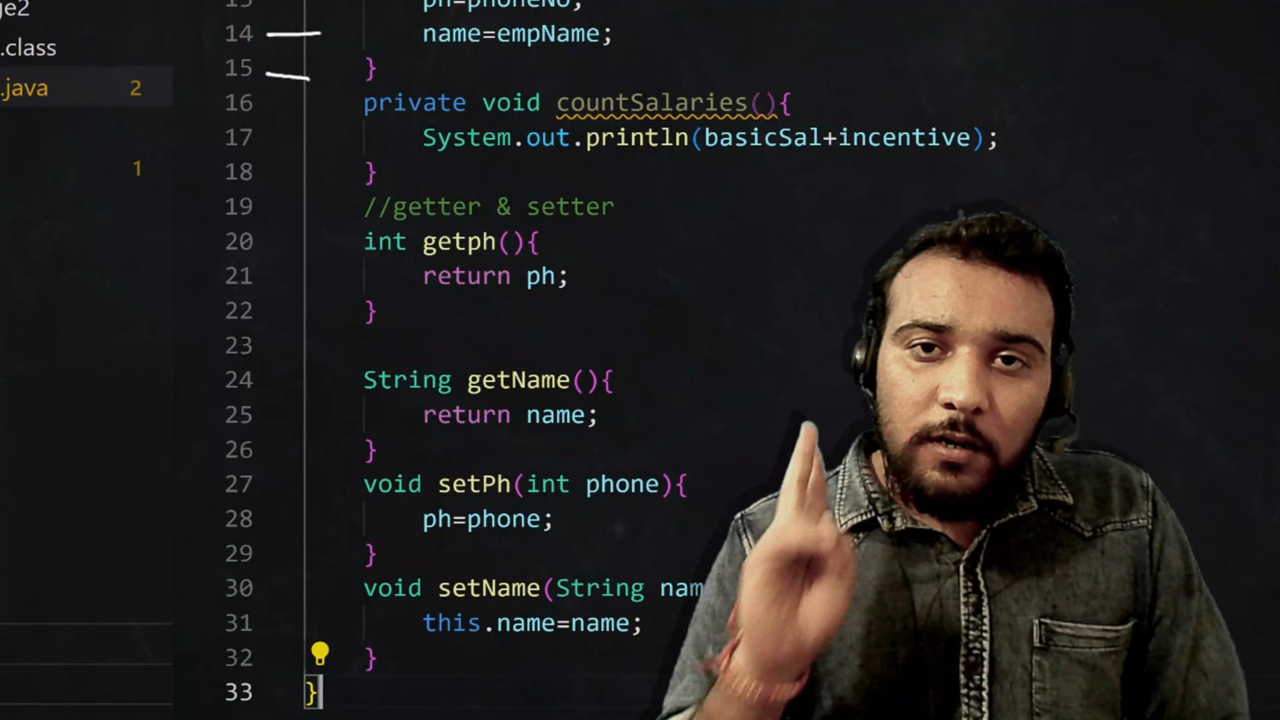 ge2
.class
.java 2
1
ph=phoneNo;
14 name=empName;
15 }
16 private void countSalaries(){
17 System.out.println(basicSal+incentive);
18 }
19 //getter & setter
20 int getph(){
21 return ph;
22 }
23
24 String getName(){
25 return name;
26 }
27 void setPh(int phone){
28 ph=phone;
29 }
30 void setName(String nam
31 this.name=name;
32 }
33 }